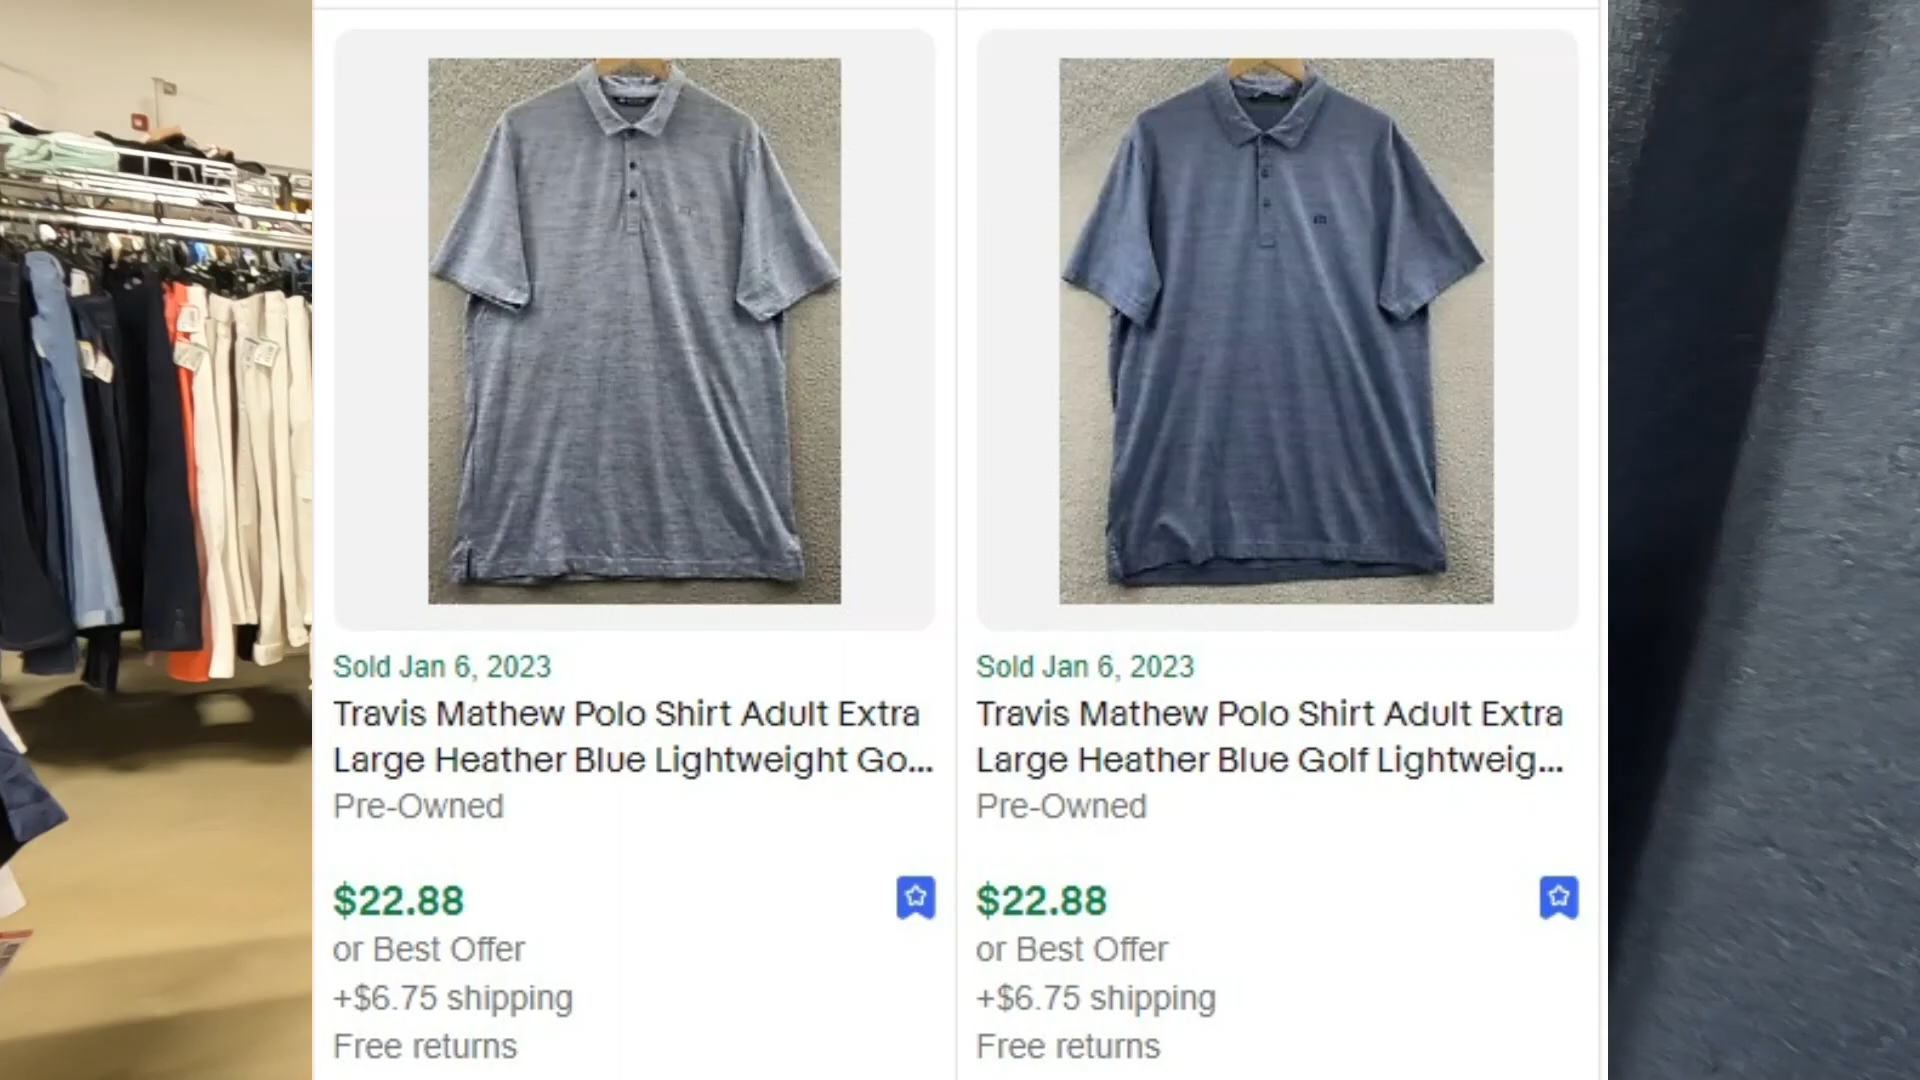 Sold Jan 6, 2023
Travis Mathew Polo Shirt Adult Extra
Large Heather Blue Lightweight Go...
Pre-Owned
$22.88
or Best Offer
+$6.75 shipping
Free returns
Sold Jan 6, 2023
Travis Mathew Polo Shirt Adult Extra
Large Heather Blue Golf Lightweig...
Pre-Owned
$22.88
or Best Offer
+$6.75 shipping
Free returns